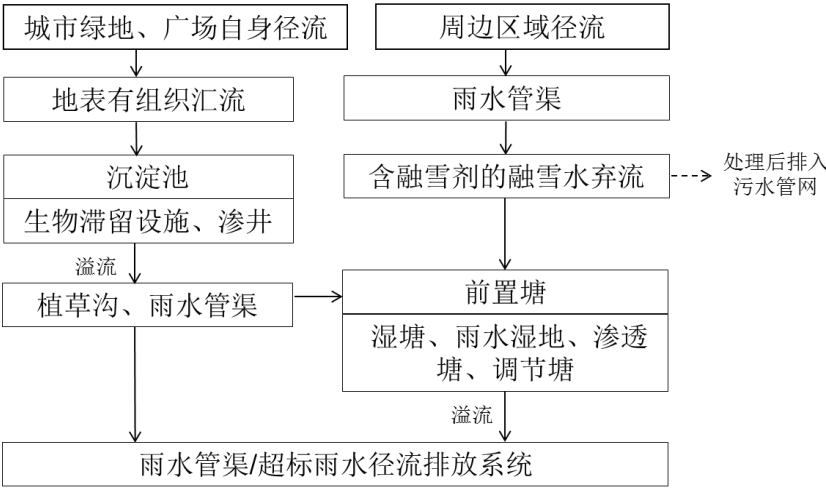 城市绿地、广场自身径流
周边区域径流
地表有组织汇流
雨水管渠
沉淀池
含融雪剂的融雪水弃流
处理后排入
污水管网
生物滞留设施、渗井
溢流
植草沟、雨水管渠
前置塘
湿塘、雨水湿地、渗透
塘、调节塘
溢流
雨水管渠/超标雨水径流排放系统